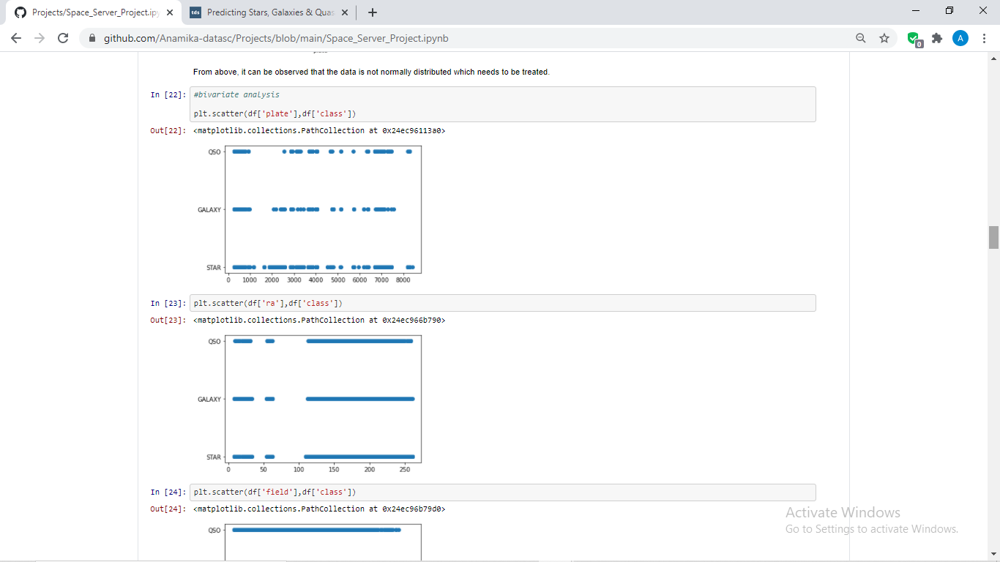 Projects/Space_Server_Project.ipy
tds Predicting Stars, Galaxies & Quas
github.com/Anamika-datasc/Projects/blob/main/Space_Server_Project.ipynb
0
A
From above, it can be observed that the data is not normally distributed which needs to be treated.
In [22]: #bivariate analysis
plt.scatter(df['plate'],df['class'])
Out[22]: <matplotlib.collections.PathCollection at 0x24ec96113a0>
QSO
GALAXY
STAR
0 1000 2000 3000 4000 5000 6000 7000 8000
In [23]: plt.scatter(df['ra'],df['class'])
Out[23]: <matplotlib.collections.PathCollection at 0x24ec966b790>
QSO
GALAXY
STAR
0 50 100 150 200 250
In [24]: plt.scatter(df['field'],df['class'])
Out[24]: <matplotlib.collections.PathCollection at 0x24ec96b79d0>
QSO
Activate Windows
Go to Settings to activate Windows.